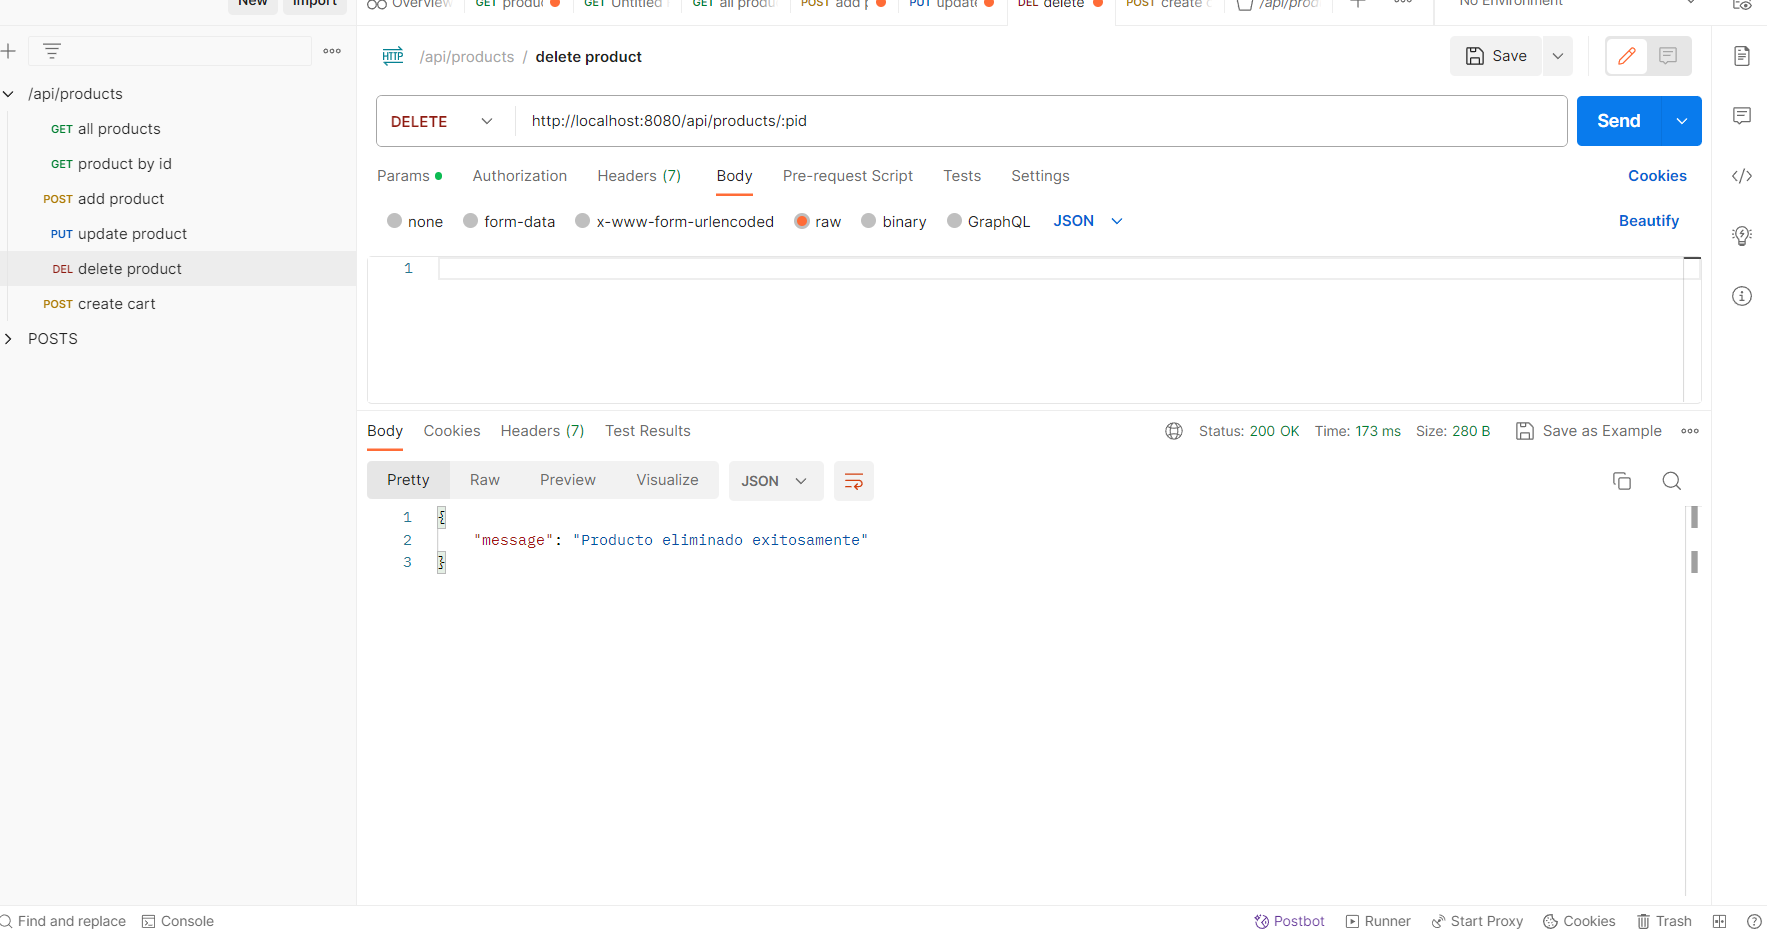 New Import
Overview GET produc GET Untitled GET all produ POST add p PUT update DEL delete POST create c /api/prod No Environment
/api/products / delete product Save
/api/products
GET all products
GET product by id
POST add product
PUT update product
DEL delete product
POST create cart
POSTS
DELETE http://localhost:8080/api/products/:pid Send
Params Authorization Headers (7) Body Pre-request Script Tests Settings Cookies
none form-data x-www-form-urlencoded raw binary GraphQL JSON Beautify
1
Body Cookies Headers (7) Test Results Status: 200 OK Time: 173 ms Size: 280 B Save as Example
Pretty Raw Preview Visualize JSON
1 {
2 "message": "Producto eliminado exitosamente"
3 }
Find and replace Console Postbot Runner Start Proxy Cookies Trash